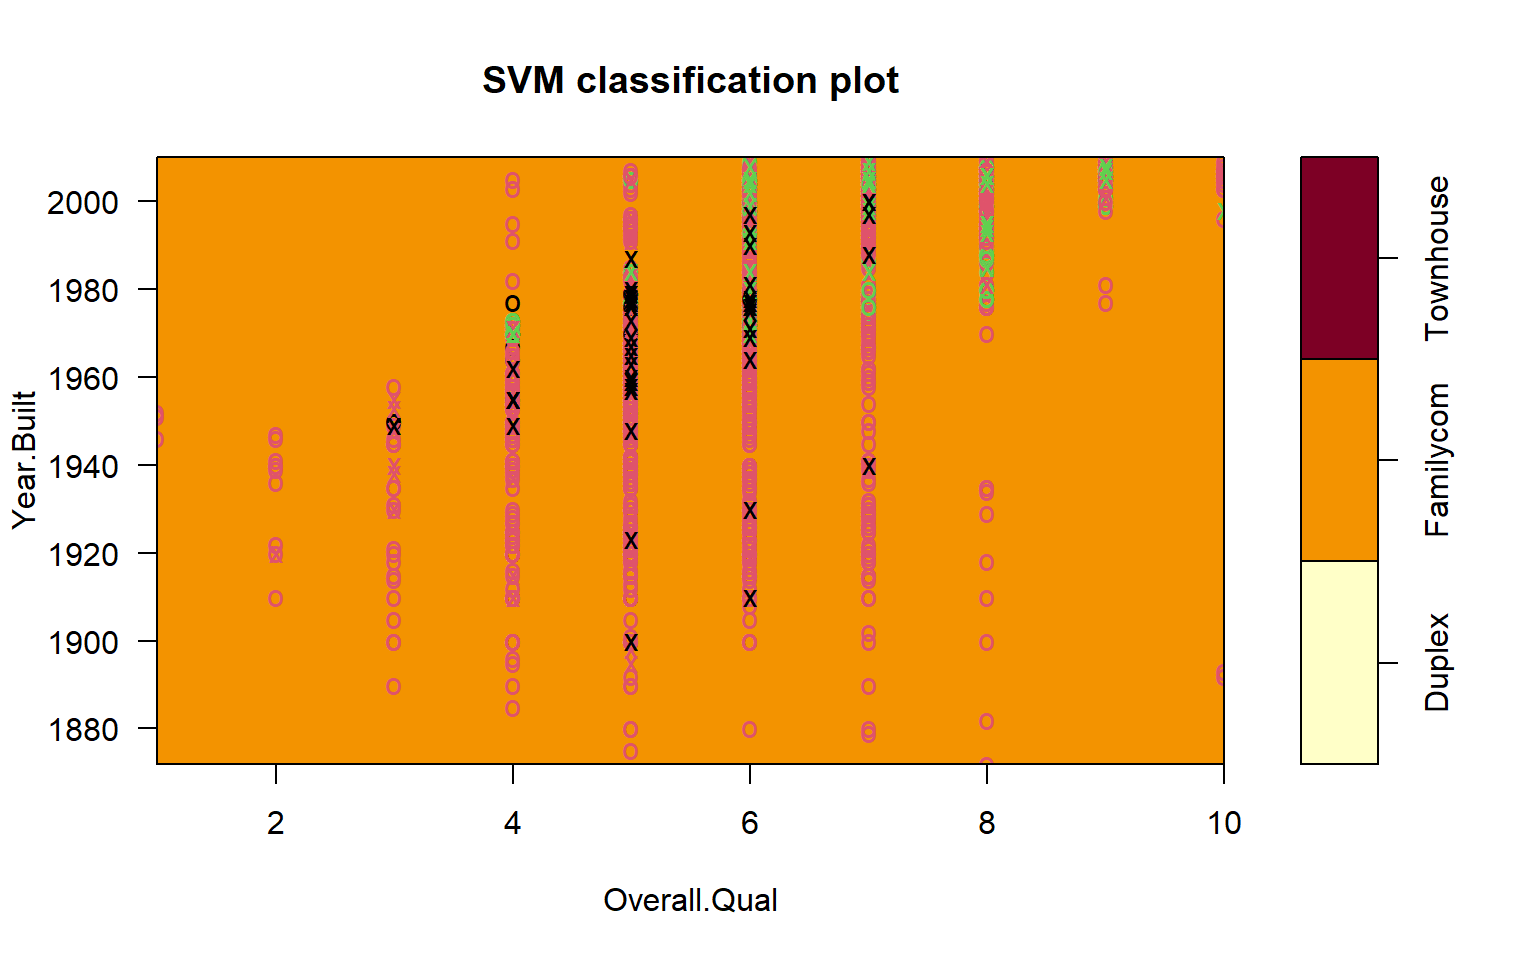 SVM classification plot
2000
1980
1960
1940
1920
1900
1880
Year.Built
2
4
6
8
10
Overall.Qual
Townhouse
Familycom
Duplex